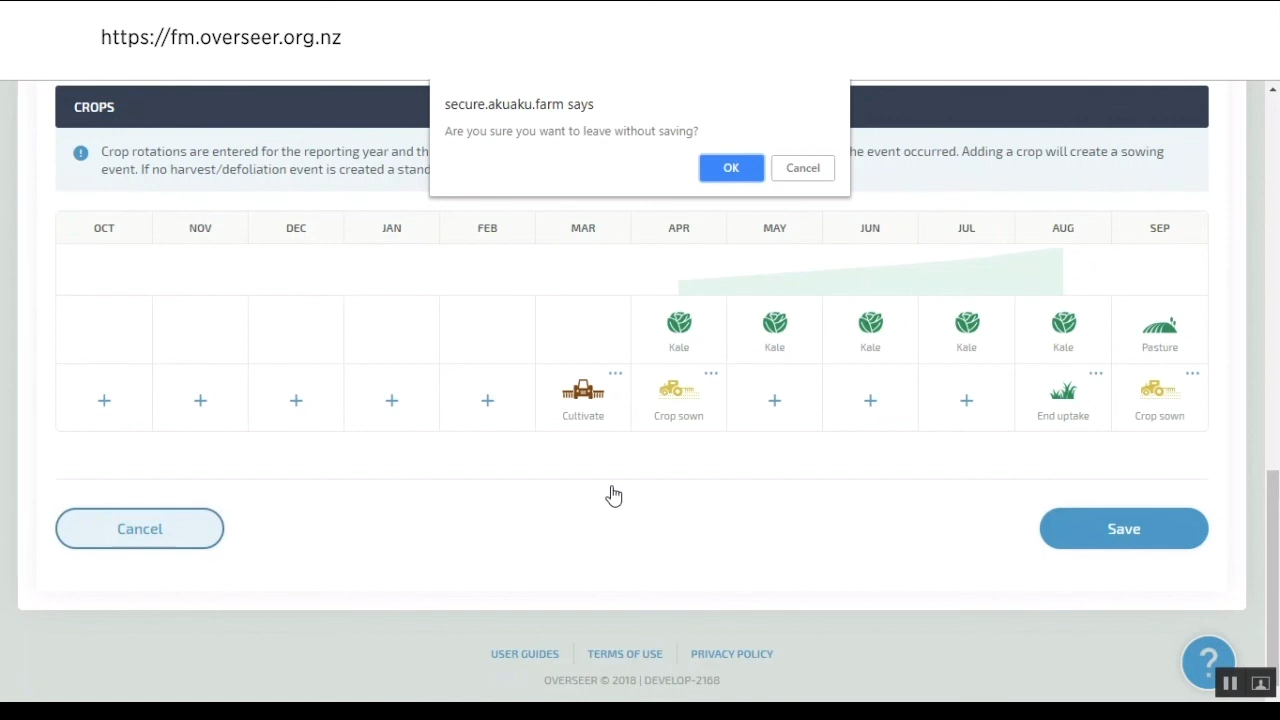 https://fm.overseer.org.nz
secure.akuaku.farm says
Are you sure you want to leave without saving?
OK
Cancel
CROPS
Crop rotations are entered for the reporting year and th
he event occurred. Adding a crop will create a sowing
event. If no harvest/defoliation event is created a stand
OCT NOV DEC JAN FEB MAR APR MAY JUN JUL AUG SEP
Kale Kale Kale Kale Kale Pasture
+ + + + + ... ... + + + ... ...
Cultivate Crop sown End uptake Crop sown
Cancel
Save
USER GUIDES TERMS OF USE PRIVACY POLICY
OVERSEER © 2018 | DEVELOP-2168
?